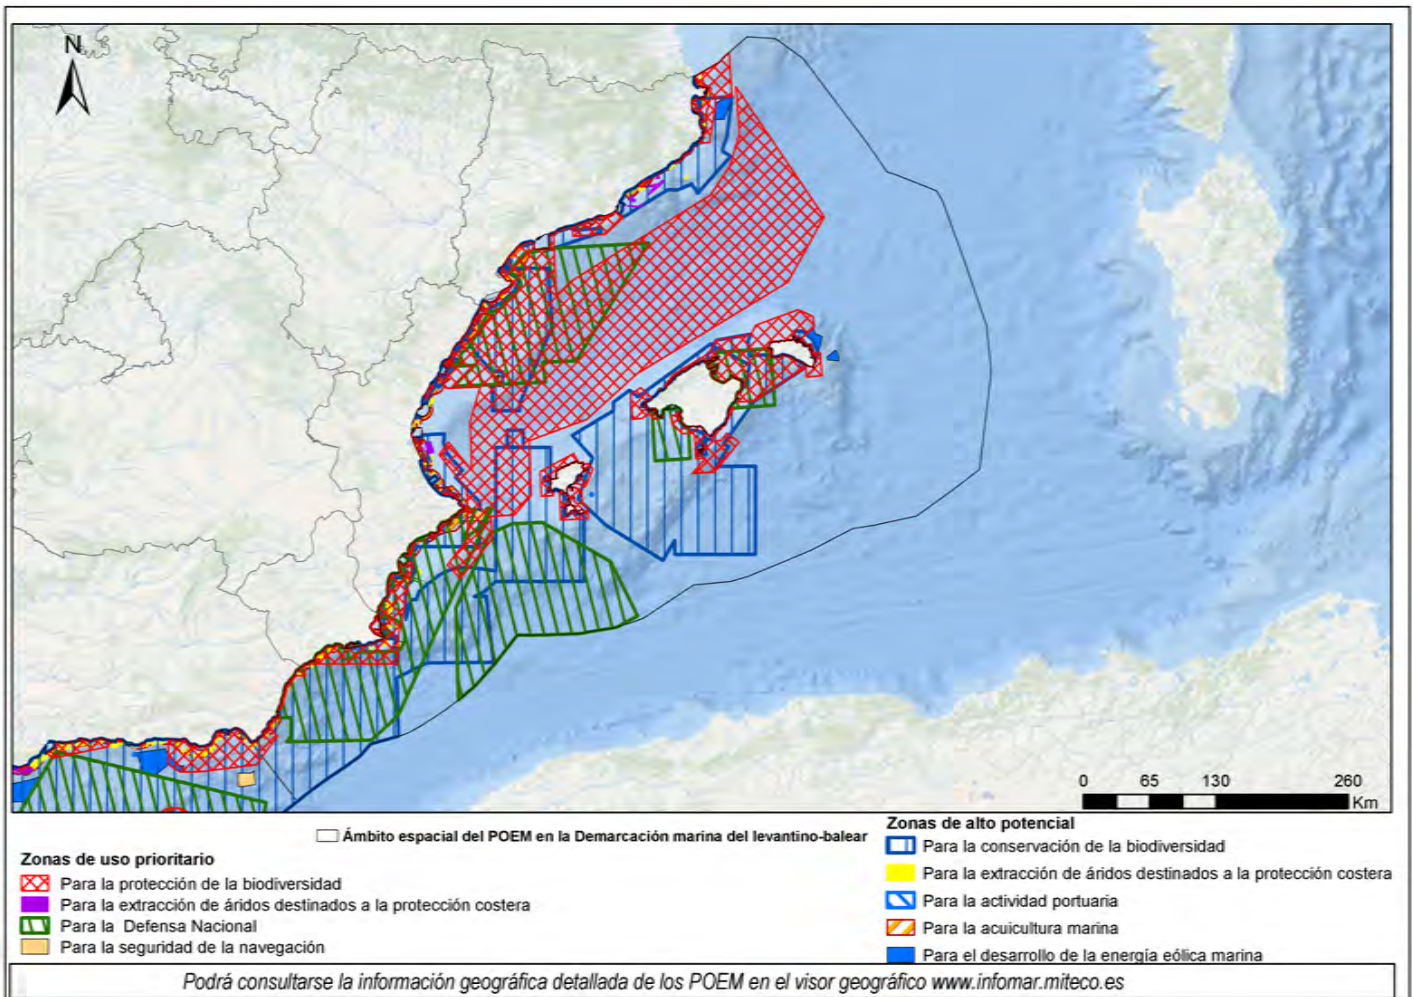 N
0 65 130 260
Km
Ámbito espacial del POEM en la Demarcación marina del levantino-balear
Zonas de uso prioritario
Para la protección de la biodiversidad
Para la extracción de áridos destinados a la protección costera
Para la Defensa Nacional
Para la seguridad de la navegación
Zonas de alto potencial
Para la conservación de la biodiversidad
Para la extracción de áridos destinados a la protección costera
Para la actividad portuaria
Para la acuicultura marina
Para el desarrollo de la energía eólica marina
Podrá consultarse la información geográfica detallada de los POEM en el visor geográfico www.infomar.miteco.es